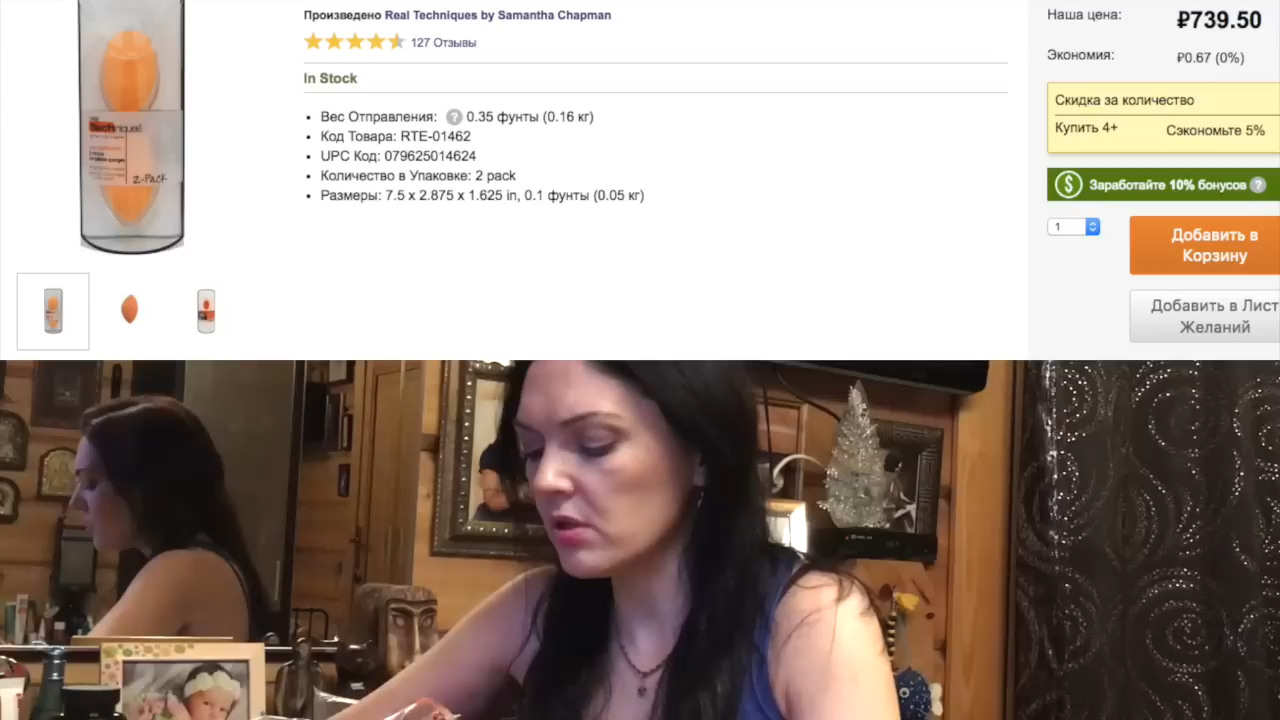 Произведено Real Techniques by Samantha Chapman
127 Отзывы
In Stock
Вес Отправления: ? 0.35 фунты (0.16 кг)
Код Товара: RTE-01462
UPC Код: 079625014624
Количество в Упаковке: 2 pack
Размеры: 7.5 x 2.875 x 1.625 in, 0.1 фунты (0.05 кг)
2-PACK
Наша цена: ₽739.50
Экономия: ₽0.67 (0%)
Скидка за количество
Купить 4+ Сэкономьте 5%
$ Заработайте 10% бонусов ?
1
Добавить в
Корзину
Добавить в Лист
Желаний